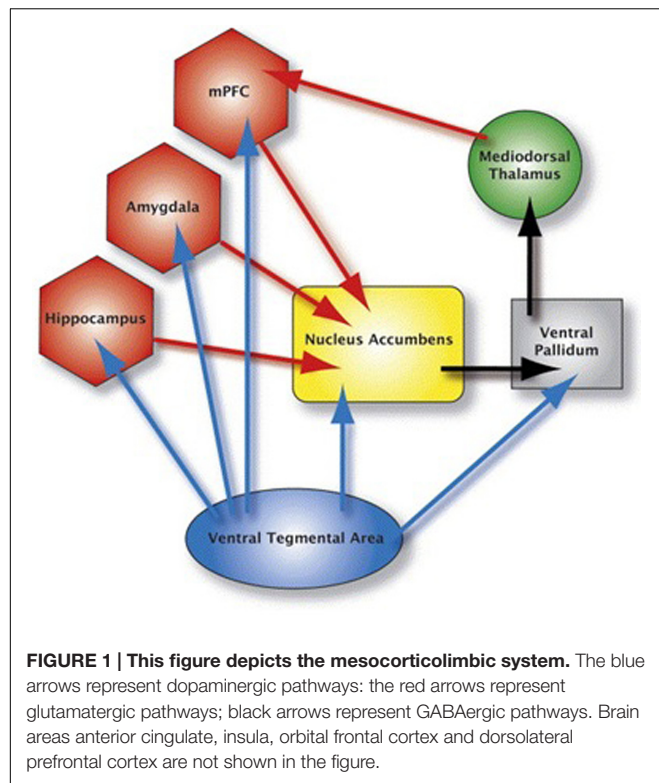 mPFC
Mediodorsal
Thalamus
Amygdala
Hippocampus
Nucleus Accumbens
Ventral
Pallidum
Ventral Tegmental Area
FIGURE 1 | This figure depicts the mesocorticolimbic system. The blue
arrows represent dopaminergic pathways: the red arrows represent
glutamatergic pathways; black arrows represent GABAergic pathways. Brain
areas anterior cingulate, insula, orbital frontal cortex and dorsolateral
prefrontal cortex are not shown in the figure.